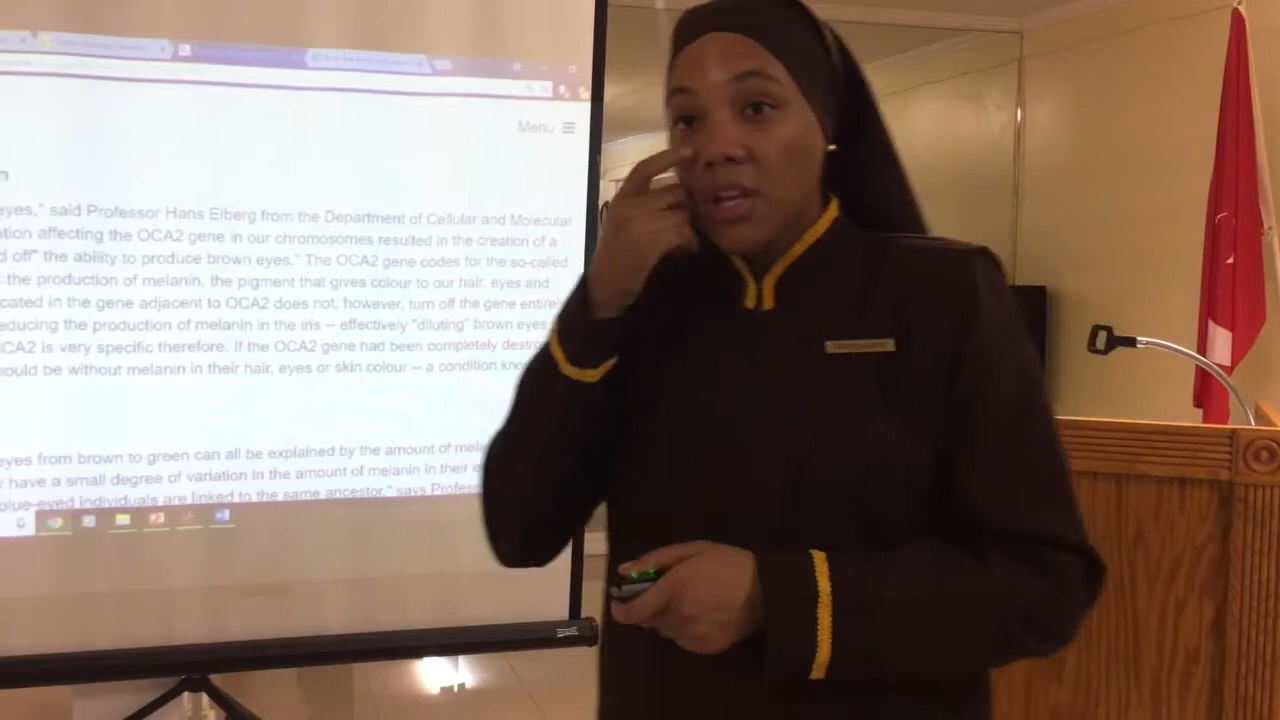 Menu
eyes," said Professor Hans Eiberg from the Department of Cellular and Molecular
tion affecting the OCA2 gene in our chromosomes resulted in the creation of a
d off" the ability to produce brown eyes." The OCA2 gene codes for the so-called
the production of melanin, the pigment that gives colour to our hair, eyes and
cated in the gene adjacent to OCA2 does not, however, turn off the gene entirel
educing the production of melanin in the iris – effectively "diluting" brown eyes
CA2 is very specific therefore. If the OCA2 gene had been completely destro
ould be without melanin in their hair, eyes or skin colour – a condition kno
eyes from brown to green can all be explained by the amount of mel
y have a small degree of variation in the amount of melanin in their e
blue-eyed individuals are linked to the same ancestor," says Profess